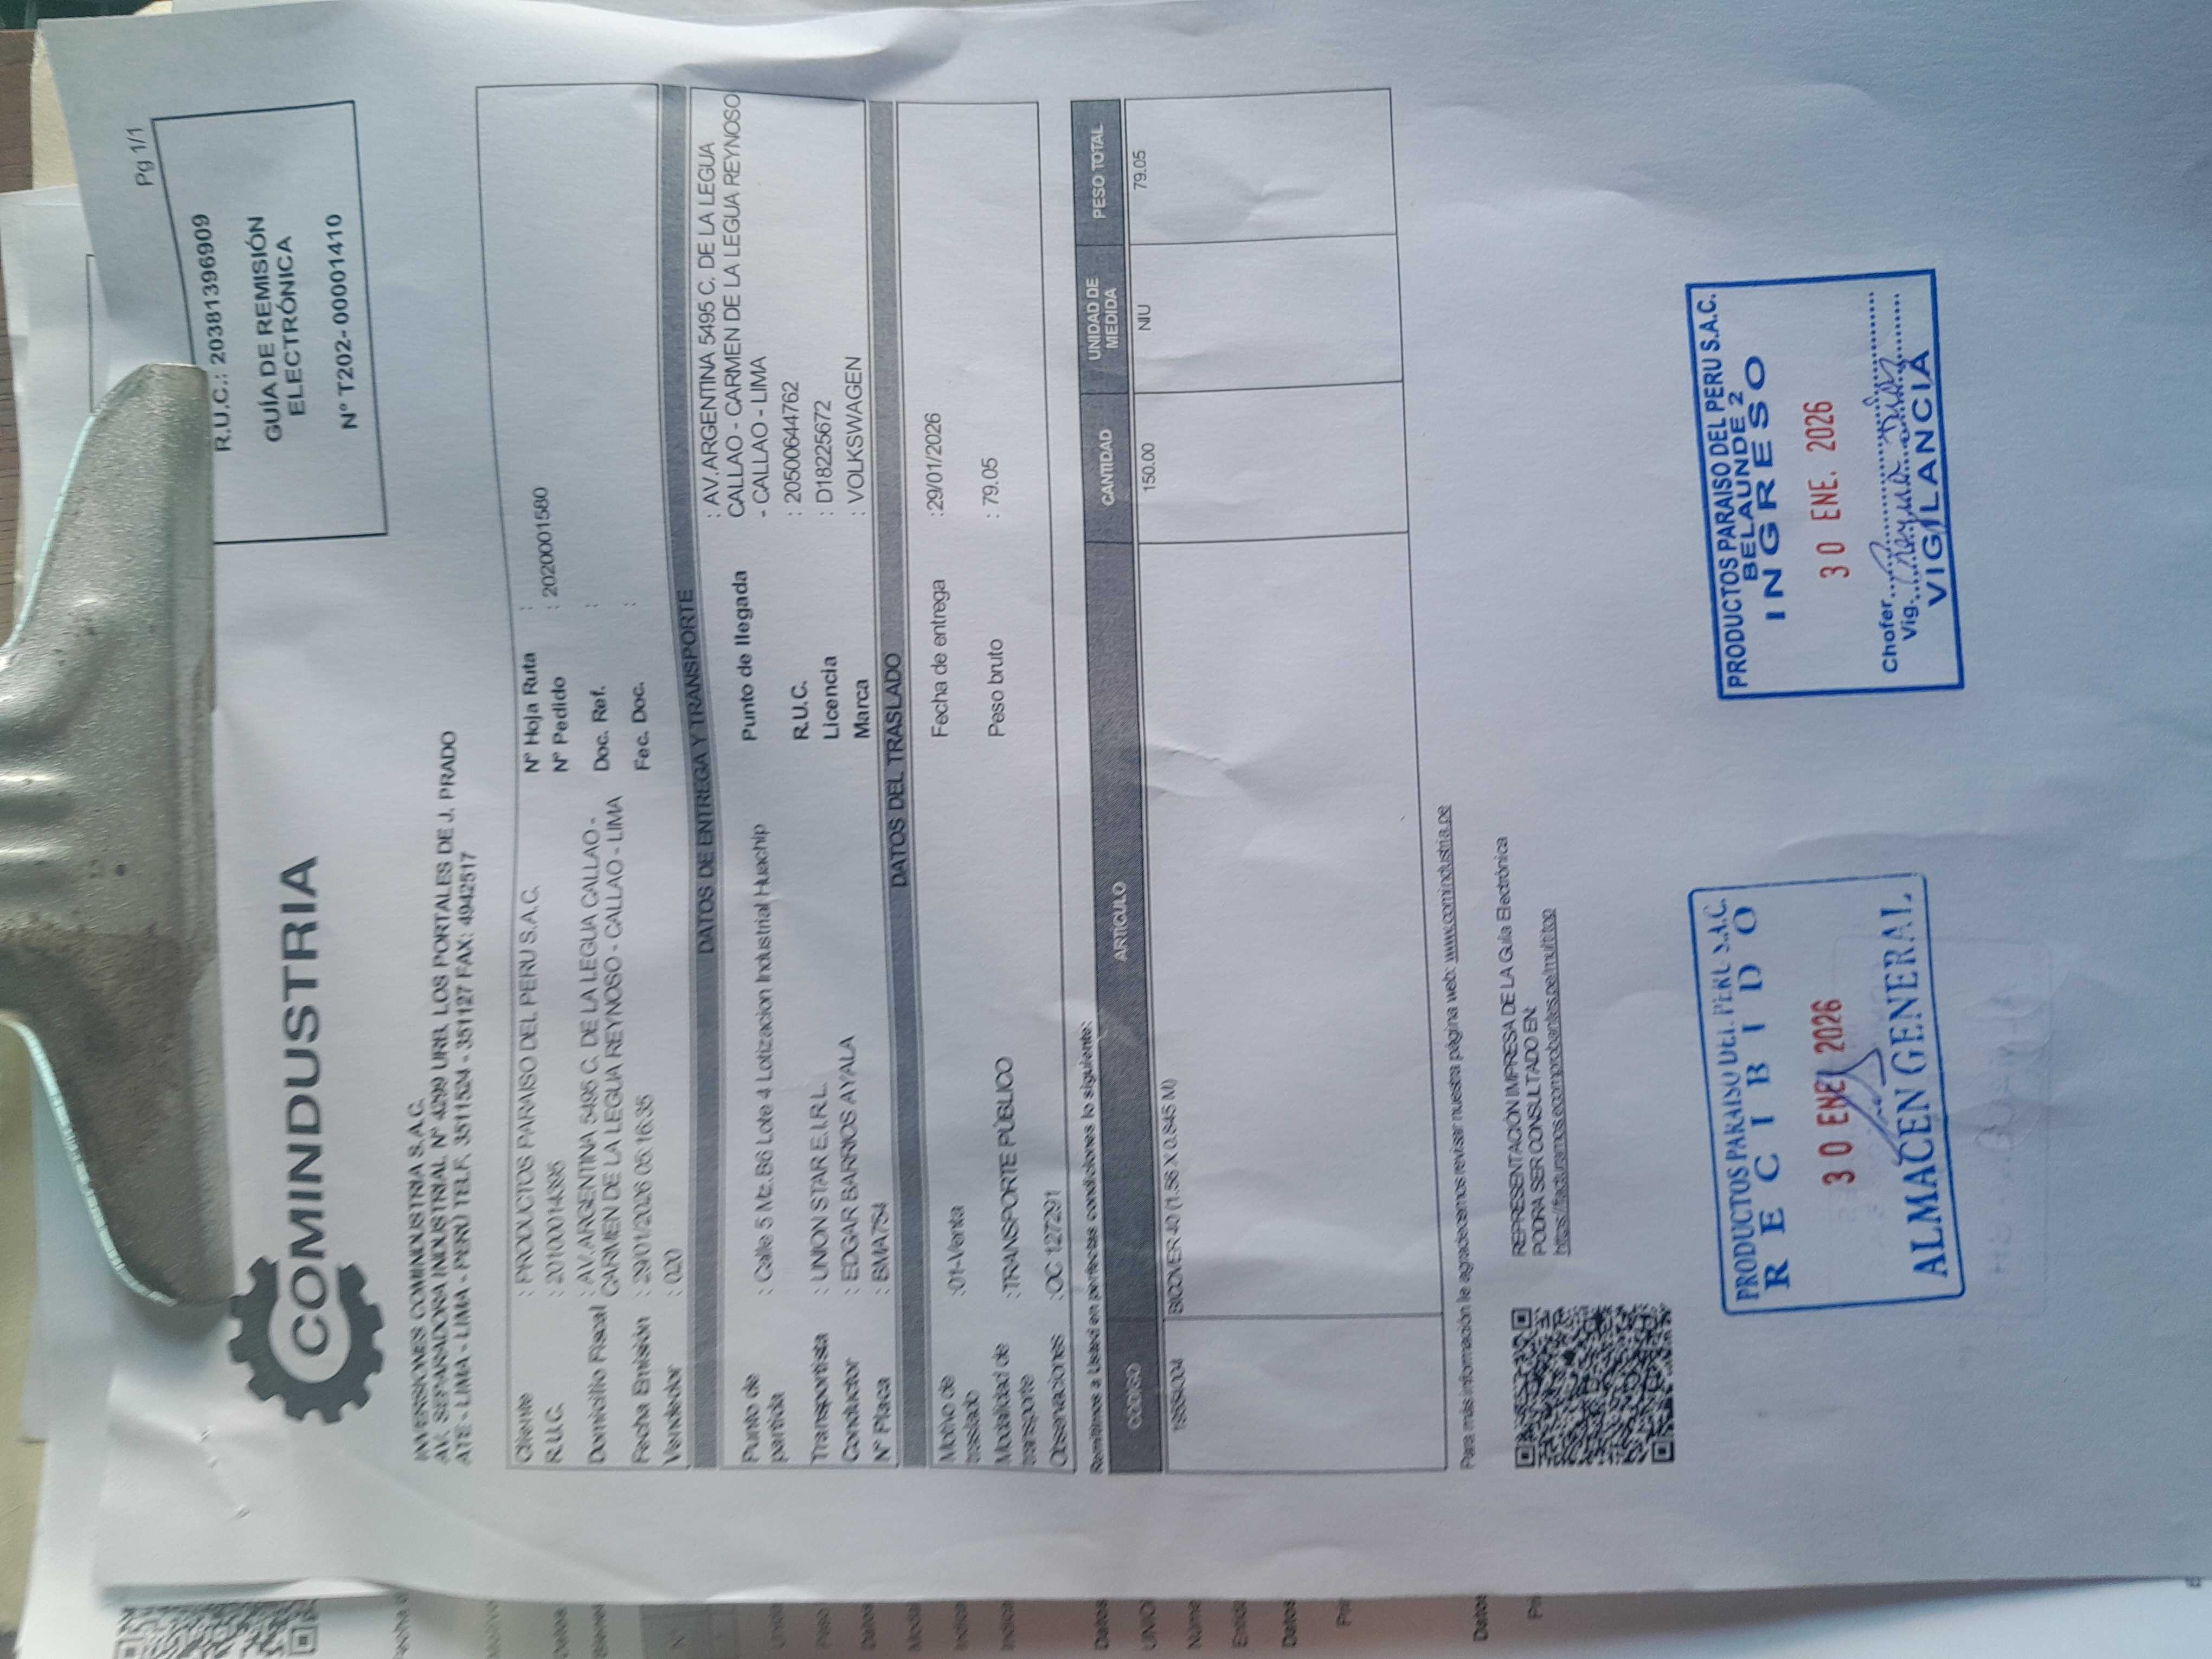 Pg 1/1
COMINDUSTRIA
R.U.C.: 20381396909
GUÍA DE REMISIÓN
ELECTRÓNICA
N° T202-00001410
INVERSIONES COMINDUSTRIA S.A.C.
AV. SEPARADORA INDUSTRIAL N° 4299 URB. LOS PORTALES DE J. PRADO
ATE - LIMA - LIMA - PERÚ TELF. 3511524 - 351127 FAX: 4942517
Cliente : PRODUCTOS PARAISO DEL PERU S.A.C.
R.U.C. : 20100014395
Domicilio Fiscal : AV.ARGENTINA 5495 C. DE LA LEGUA CALLAO -
CARMEN DE LA LEGUA REYNOSO - CALLAO - LIMA
Fecha Emisión : 29/01/2026 05:16:35
Vendedor : 020
N° Hoja Ruta :
N° Pedido : 2020001580
Doc. Ref. :
Fec. Doc. :
DATOS DE ENTREGA Y TRANSPORTE
Punto de partida : Calle 5 Mz.B6 Lote 4 Lotizacion Industrial Huachip
Transportista : UNION STAR E.I.R.L.
Conductor : EDGAR BARRIOS AYALA
N° Placa : BMA754
Punto de llegada : AV.ARGENTINA 5495 C. DE LA LEGUA
CALLAO - CARMEN DE LA LEGUA REYNOSO
- CALLAO - LIMA
R.U.C. : 20500644762
Licencia : D18225672
Marca : VOLKSWAGEN
DATOS DEL TRASLADO
Motivo de traslado :01-Venta
Modalidad de transporte :TRANSPORTE PÚBLICO
Observaciones :OC 127291
Fecha de entrega :29/01/2026
Peso bruto : 79.05
Remitimos a Usted en perfectas condiciones lo siguiente:
CODIGO ARTICULO CANTIDAD UNIDAD DE MEDIDA PESO TOTAL
BICOVER 40 (1.56 X 0.845 M) 150.00 NIU 79.05
Para más información le agradecemos revisar nuestra página web: www.comindustria.pe
REPRESENTACIÓN IMPRESA DE LA Guía Electrónica
PODRA SER CONSULTADO EN:
PRODUCTOS PARAISO DEL PERU S.A.C.
RECIBIDO
30 ENE 2026
ALMACEN GENERAL
PRODUCTOS PARAISO DEL PERU S.A.C.
BELAUNDE 2
INGRESO
30 ENE. 2026
Chofer
Vig.
VIGILANCIA